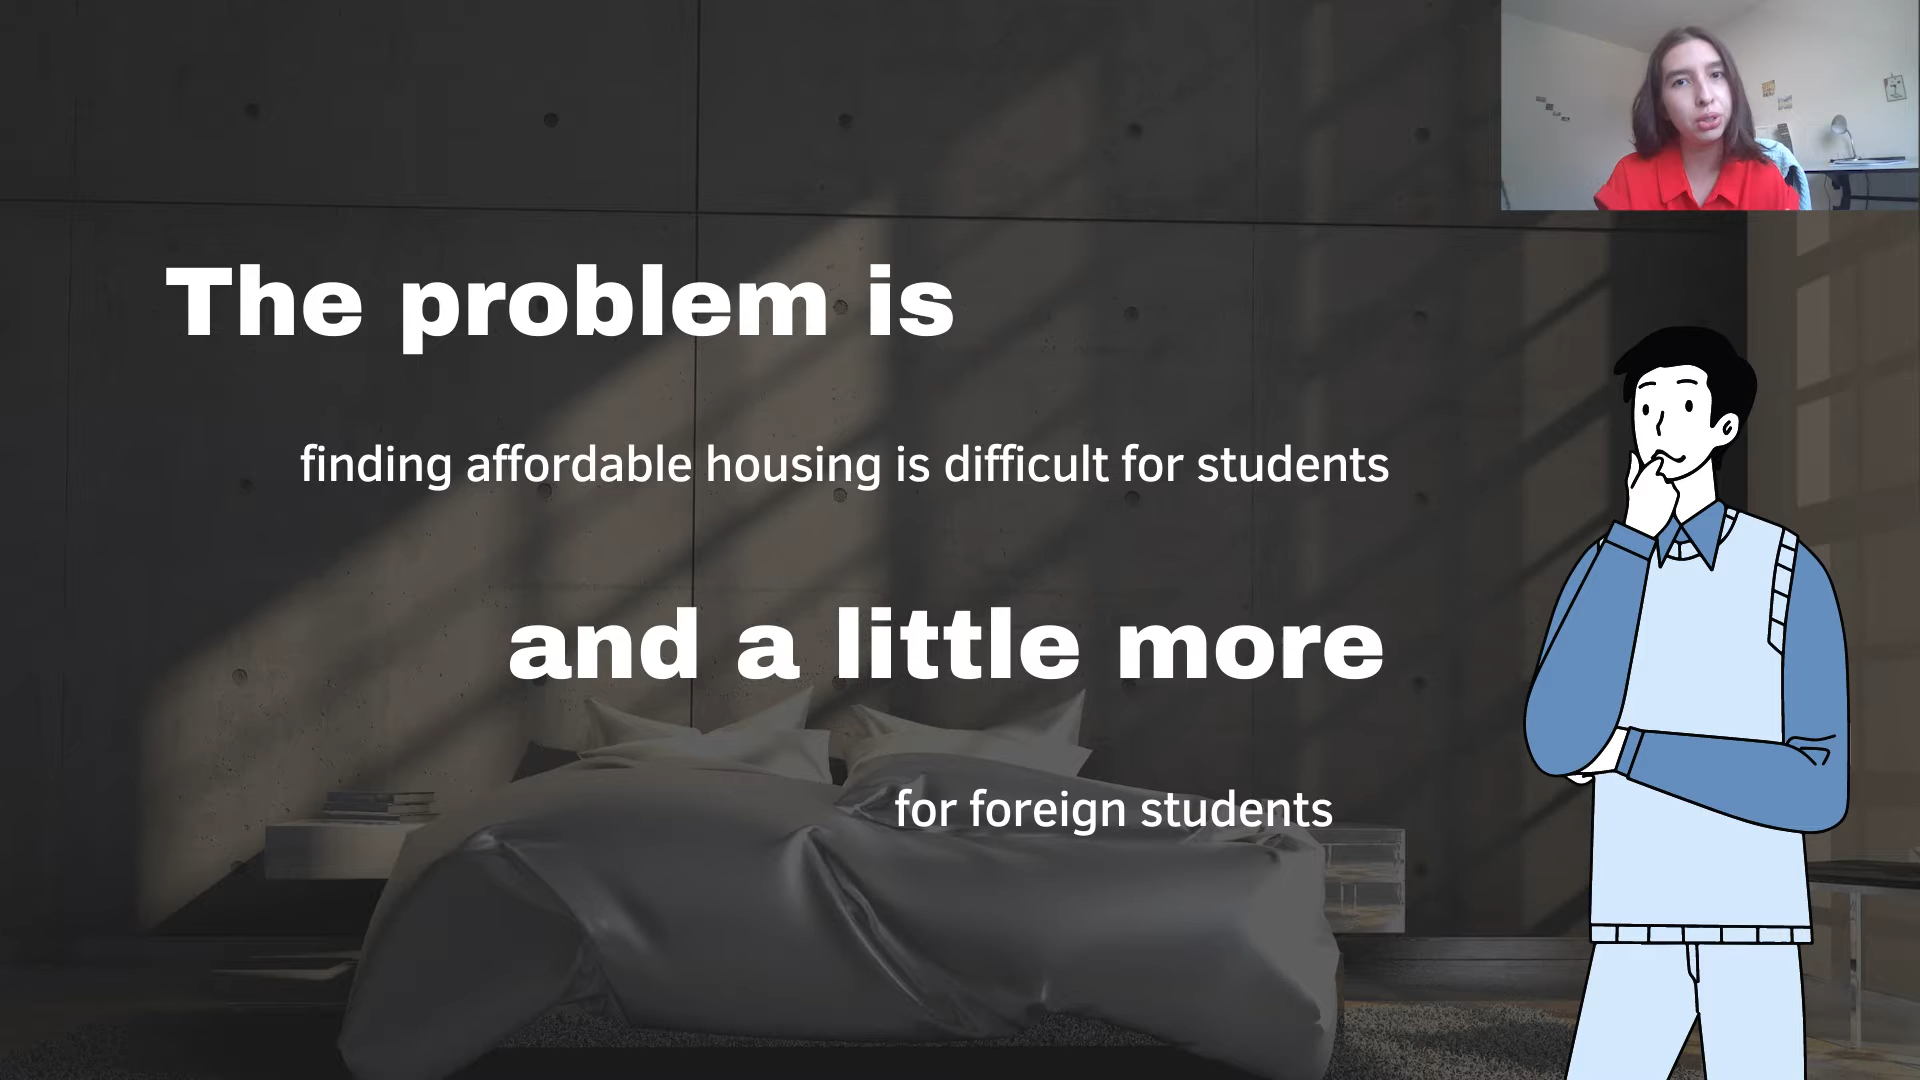 The problem is
finding affordable housing is difficult for students
and a little more
for foreign students